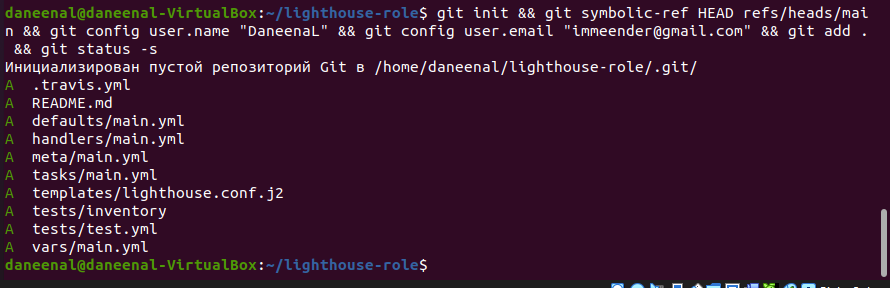 daneenal@daneenal-VirtualBox:~/lighthouse-role$ git init && git symbolic-ref HEAD refs/heads/mai
n && git config user.name "DaneenaL" && git config user.email "immeender@gmail.com" && git add .
 && git status -s
Инициализирован пустой репозиторий Git в /home/daneenal/lighthouse-role/.git/
A  .travis.yml
A  README.md
A  defaults/main.yml
A  handlers/main.yml
A  meta/main.yml
A  tasks/main.yml
A  templates/lighthouse.conf.j2
A  tests/inventory
A  tests/test.yml
A  vars/main.yml
daneenal@daneenal-VirtualBox:~/lighthouse-role$